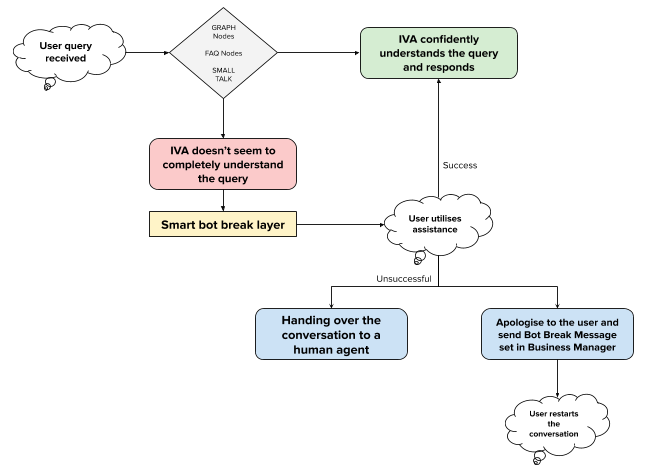 User query
received
GRAPH
Nodes
FAQ Nodes
SMALL
TALK
IVA confidently
understands the query
and responds
IVA doesn't seem to
completely understand
the query
Success
Smart bot break layer
User utilises
assistance
Unsuccessful
Handing over the
conversation to a
human agent
Apologise to the user and
send Bot Break Message
set in Business Manager
User restarts
the
conversation